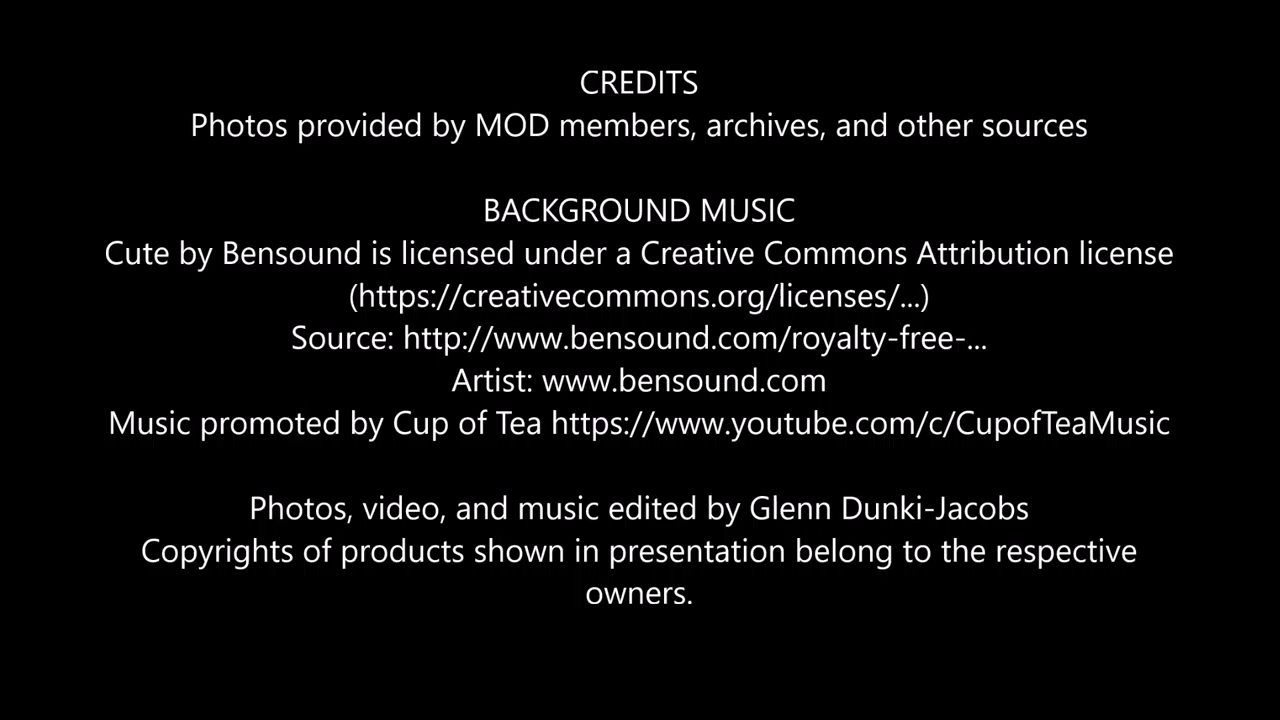 CREDITS
Photos provided by MOD members, archives, and other sources
BACKGROUND MUSIC
Cute by Bensound is licensed under a Creative Commons Attribution license
(https://creativecommons.org/licenses/...)
Source: http://www.bensound.com/royalty-free-...
Artist: www.bensound.com
Music promoted by Cup of Tea https://www.youtube.com/c/CupofTeaMusic
Photos, video, and music edited by Glenn Dunki-Jacobs
Copyrights of products shown in presentation belong to the respective
owners.